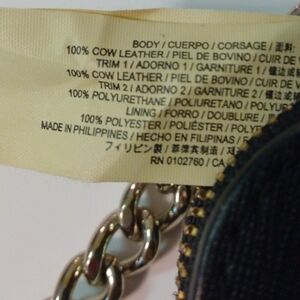 BODY / CUERPO / CORSAGE / 面料
100% COW LEATHER / PIEL DE BOVINO / CUIR DE V
TRIM 1 / ADORNO 1 / GARNITURE 1 /
100% COW LEATHER / PIEL DE BOVINO / CUIR DE V
TRIM 2 / ADORNO 2 / GARNITURE 2 /
100% POLYURETHANE / POLIURETANO / POLYUR
LINING / FORRO / DOUBLURE /
100% POLYESTER / POLIÉSTER / POLYES
MADE IN PHILIPPINES / HECHO EN FILIPINAS / F
フィリピン製 / 菲律宾制造 /
RN 0102760 / CA